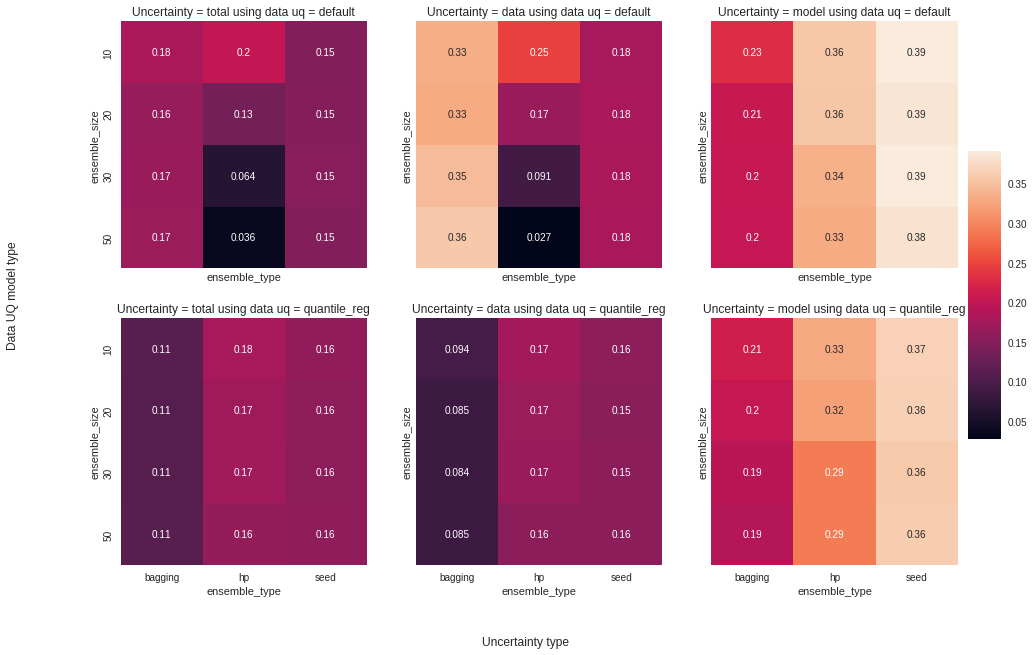 Uncertainty = total using data uq = default
Uncertainty = data using data uq = default
Uncertainty = model using data uq = default
10 0.18 0.2 0.15
0.33 0.25 0.18
0.23 0.36 0.39
20 0.16 0.13 0.15
0.33 0.17 0.18
0.21 0.36 0.39
30 0.17 0.064 0.15
0.35 0.091 0.18
0.2 0.34 0.39
50 0.17 0.036 0.15
0.36 0.027 0.18
0.2 0.33 0.38
ensemble_size
ensemble_size
ensemble_size
ensemble_type
ensemble_type
ensemble_type
Uncertainty = total using data uq = quantile_reg
Uncertainty = data using data uq = quantile_reg
Uncertainty = model using data uq = quantile_reg
10 0.11 0.18 0.16
0.094 0.17 0.16
0.21 0.33 0.37
20 0.11 0.17 0.16
0.085 0.17 0.15
0.2 0.32 0.36
30 0.11 0.17 0.16
0.084 0.17 0.15
0.19 0.29 0.36
50 0.11 0.16 0.16
0.085 0.16 0.16
0.19 0.29 0.36
ensemble_size
ensemble_size
ensemble_size
bagging hp seed
bagging hp seed
bagging hp seed
ensemble_type
ensemble_type
ensemble_type
0.35
0.30
0.25
0.20
0.15
0.10
0.05
Data UQ model type
Uncertainty type